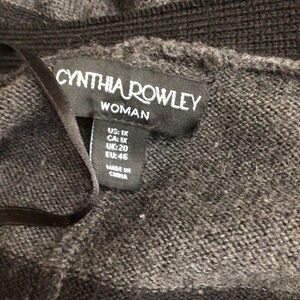 CYNTHIA ROWLEY
WOMAN
US: 1X
CA: 1X
UK: 20
EU: 46
MADE IN
CHINA